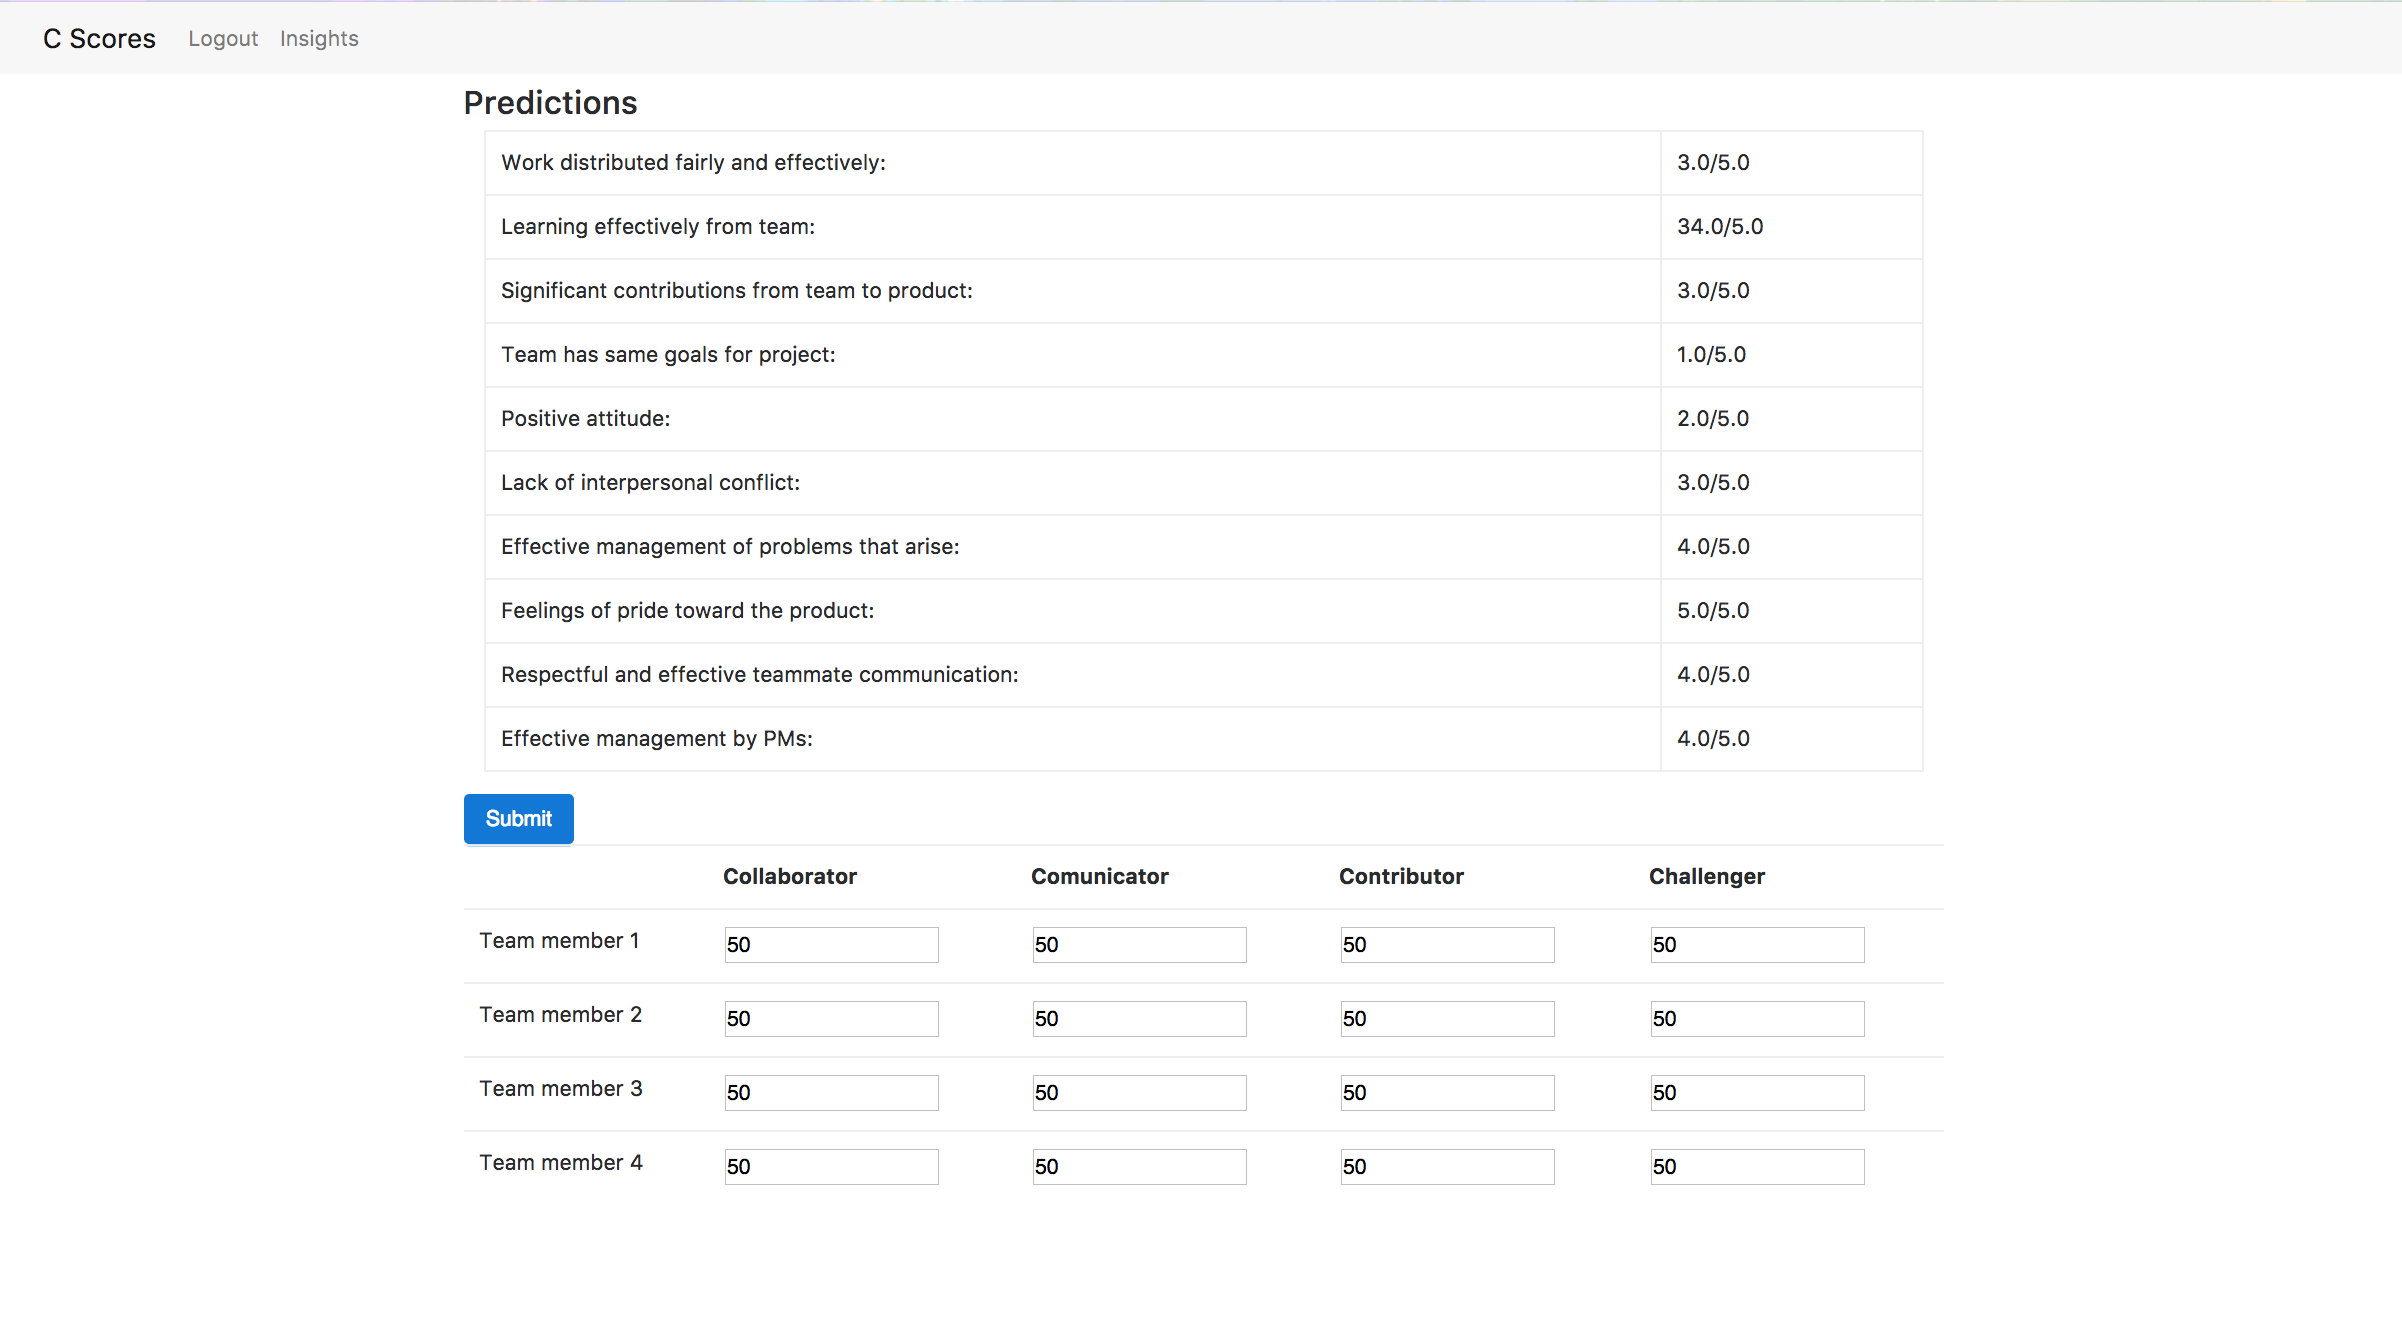 C Scores Logout Insights
Predictions
Work distributed fairly and effectively: 3.0/5.0
Learning effectively from team: 34.0/5.0
Significant contributions from team to product: 3.0/5.0
Team has same goals for project: 1.0/5.0
Positive attitude: 2.0/5.0
Lack of interpersonal conflict: 3.0/5.0
Effective management of problems that arise: 4.0/5.0
Feelings of pride toward the product: 5.0/5.0
Respectful and effective teammate communication: 4.0/5.0
Effective management by PMs: 4.0/5.0
Submit
Collaborator Comunicator Contributor Challenger
Team member 1 50 50 50 50
Team member 2 50 50 50 50
Team member 3 50 50 50 50
Team member 4 50 50 50 50